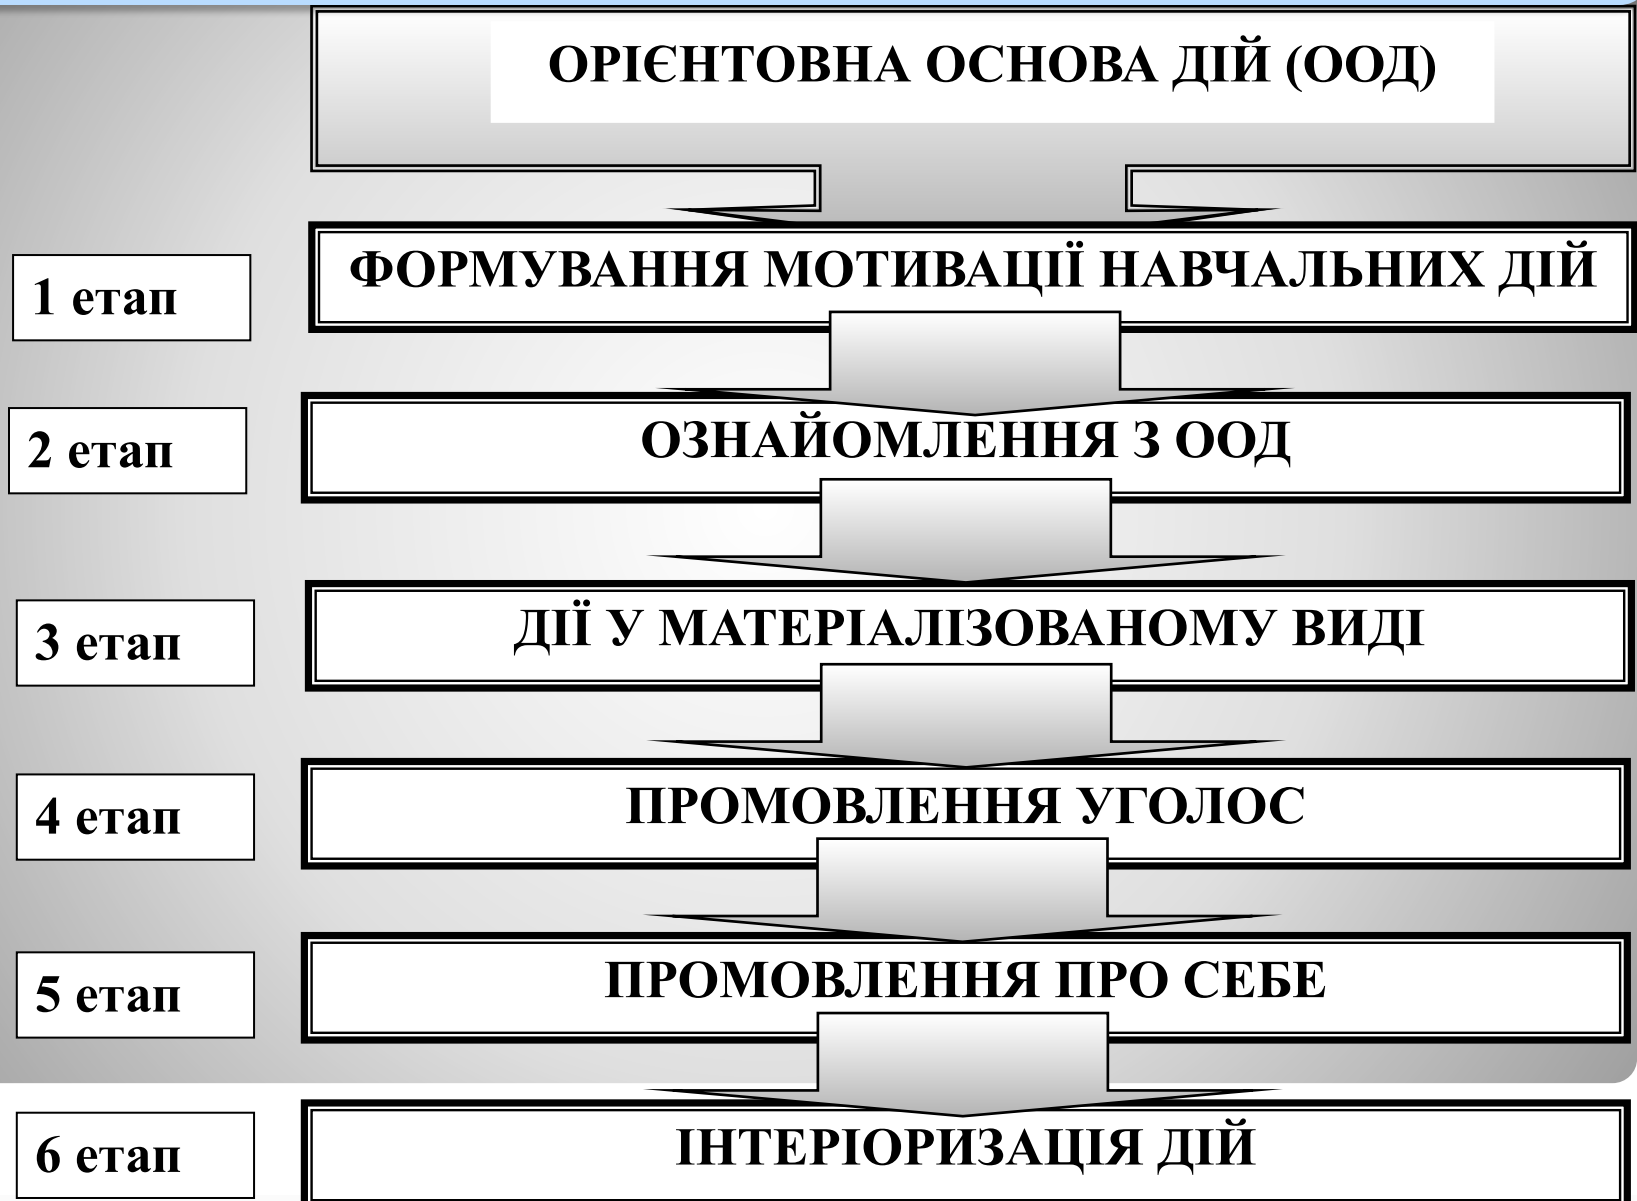 ОРІЄНТОВНА ОСНОВА ДІЙ (ООД)
1 етап
ФОРМУВАННЯ МОТИВАЦІЇ НАВЧАЛЬНИХ ДІЙ
2 етап
ОЗНАЙОМЛЕННЯ З ООД
3 етап
ДІЇ У МАТЕРІАЛІЗОВАНОМУ ВИДІ
4 етап
ПРОМОВЛЕННЯ УГОЛОС
5 етап
ПРОМОВЛЕННЯ ПРО СЕБЕ
6 етап
ІНТЕРІОРИЗАЦІЯ ДІЙ